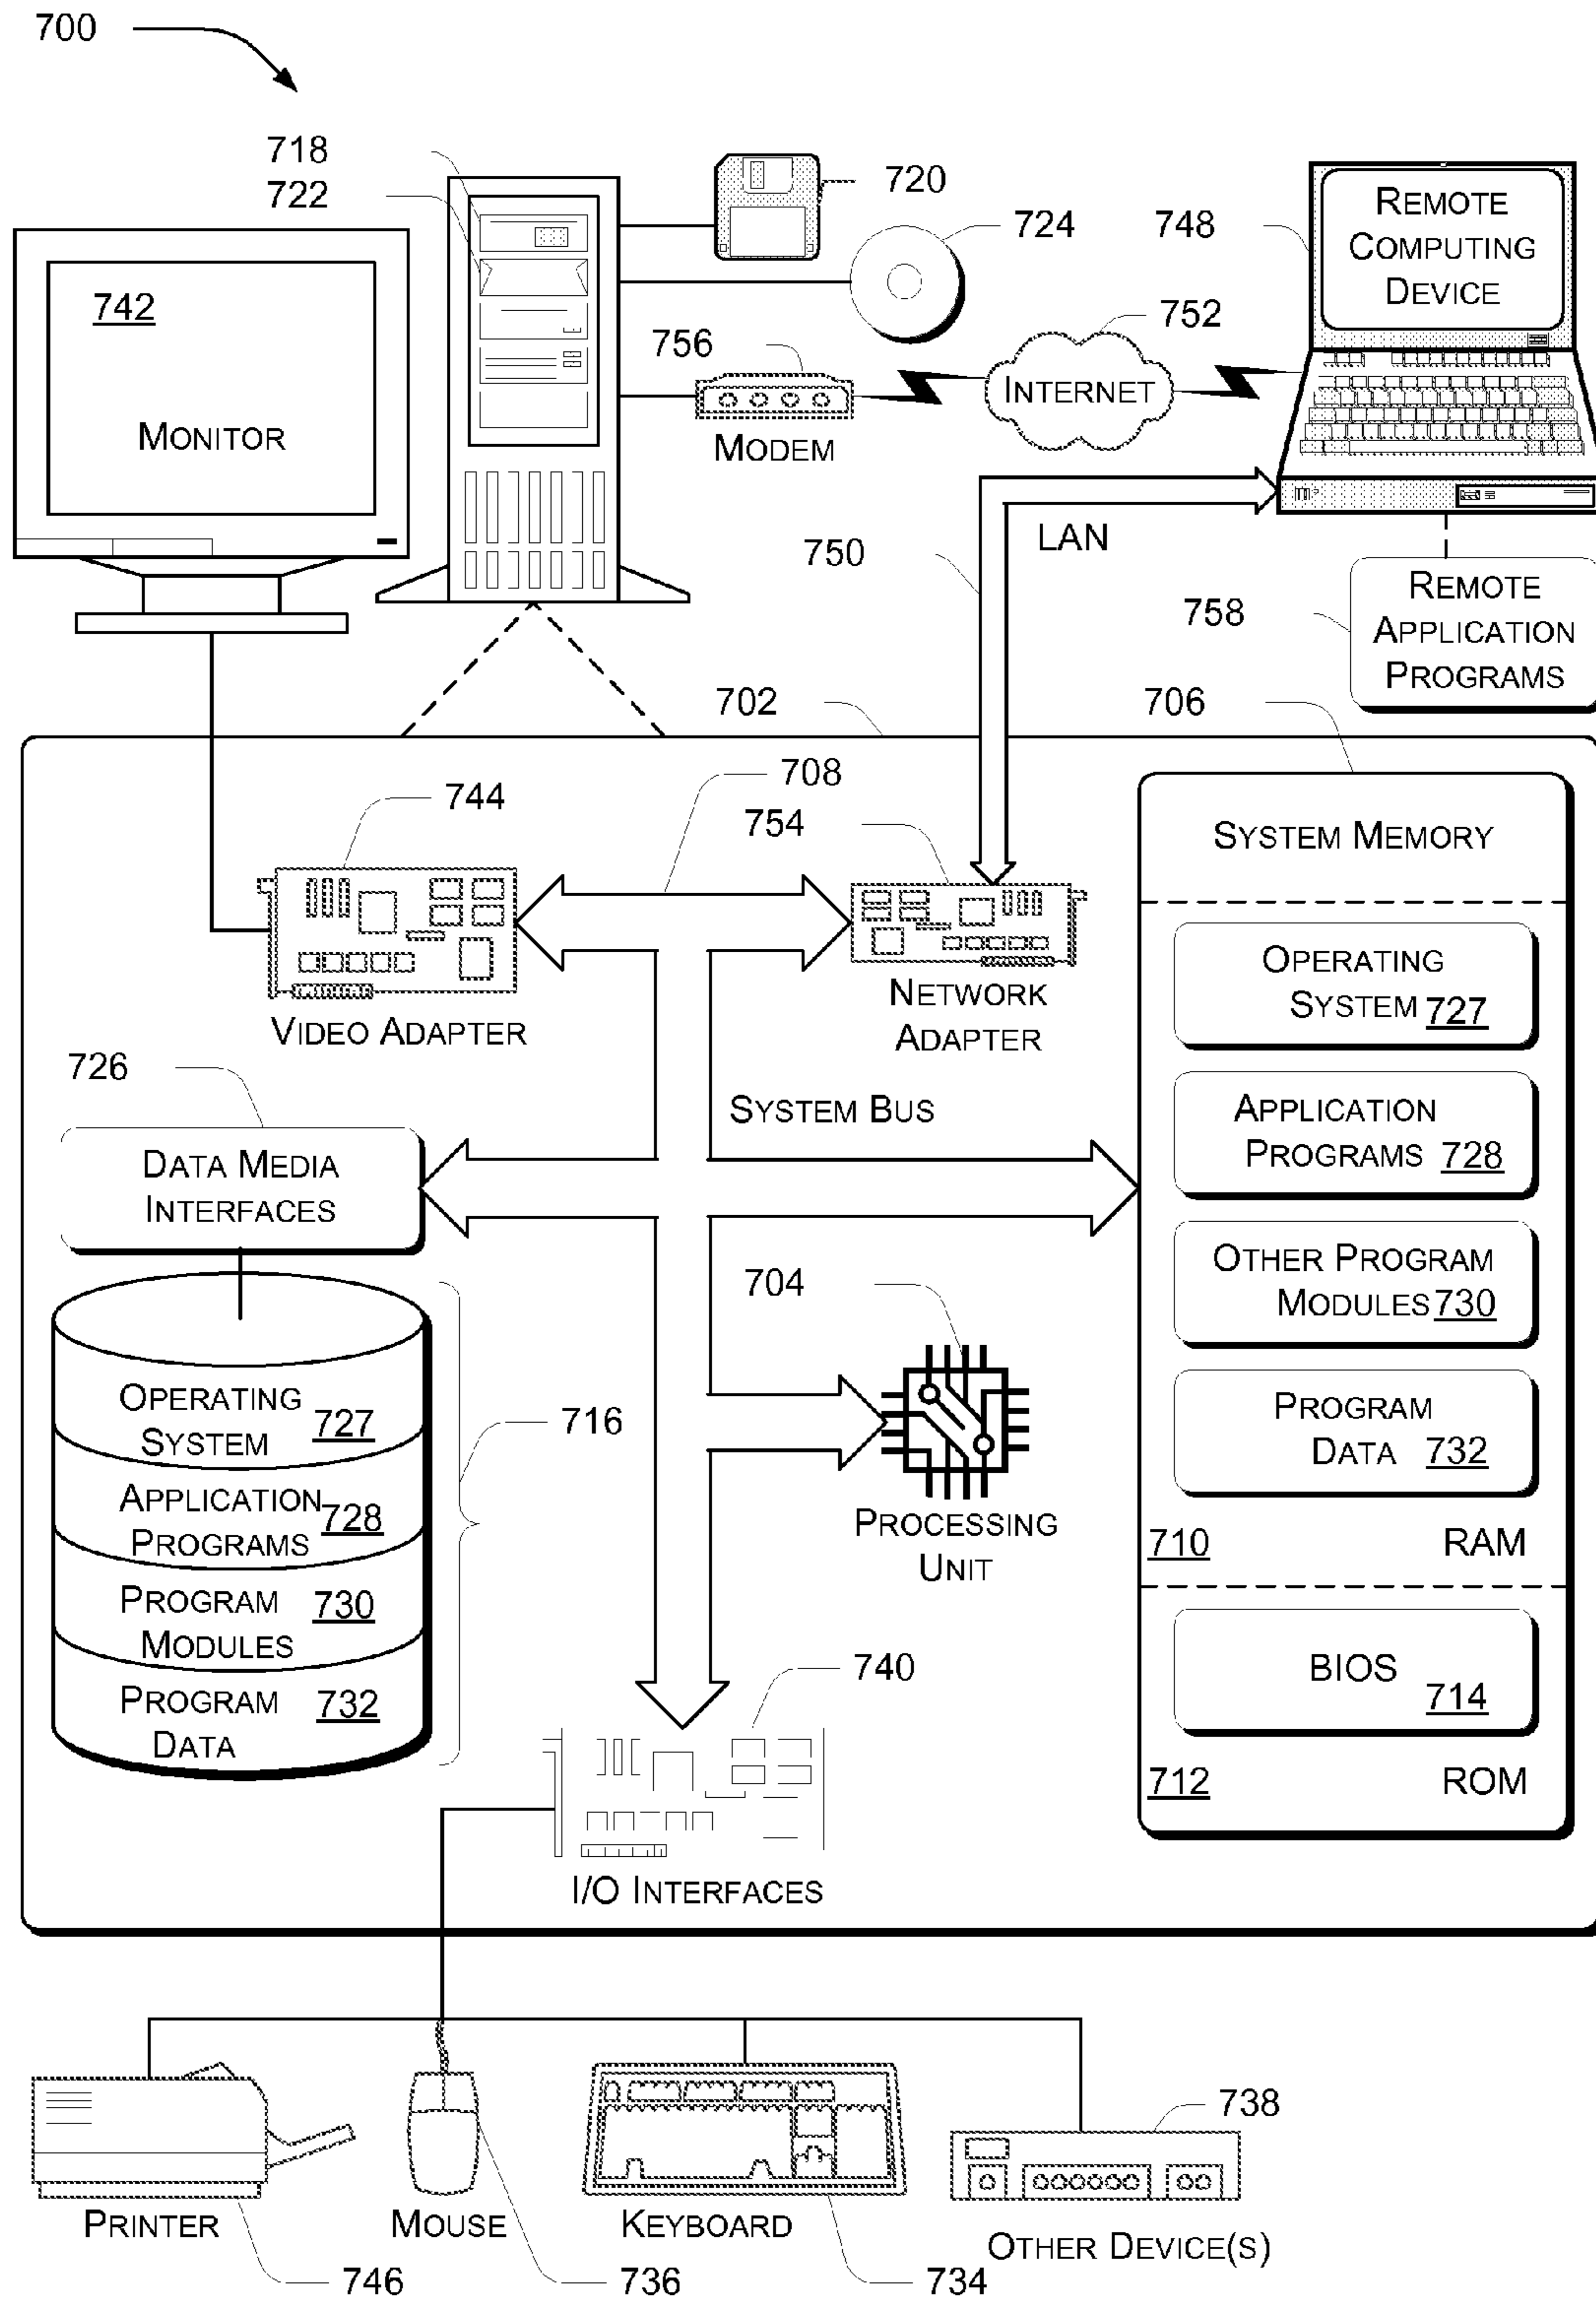 700
718
722
720
724
748
REMOTE
COMPUTING
DEVICE
742
MONITOR
756
MODEM
752
INTERNET
750
LAN
758
REMOTE
APPLICATION
PROGRAMS
702
706
708
744
754
VIDEO ADAPTER
NETWORK
ADAPTER
SYSTEM MEMORY
OPERATING
SYSTEM 727
APPLICATION
PROGRAMS 728
OTHER PROGRAM
MODULES 730
PROGRAM
DATA 732
710 RAM
BIOS
714
712 ROM
726
DATA MEDIA
INTERFACES
SYSTEM BUS
704
PROCESSING
UNIT
716
OPERATING
SYSTEM 727
APPLICATION
PROGRAMS 728
PROGRAM
MODULES 730
PROGRAM
DATA 732
740
I/O INTERFACES
PRINTER
746
MOUSE
736
KEYBOARD
734
738
OTHER DEVICE(S)